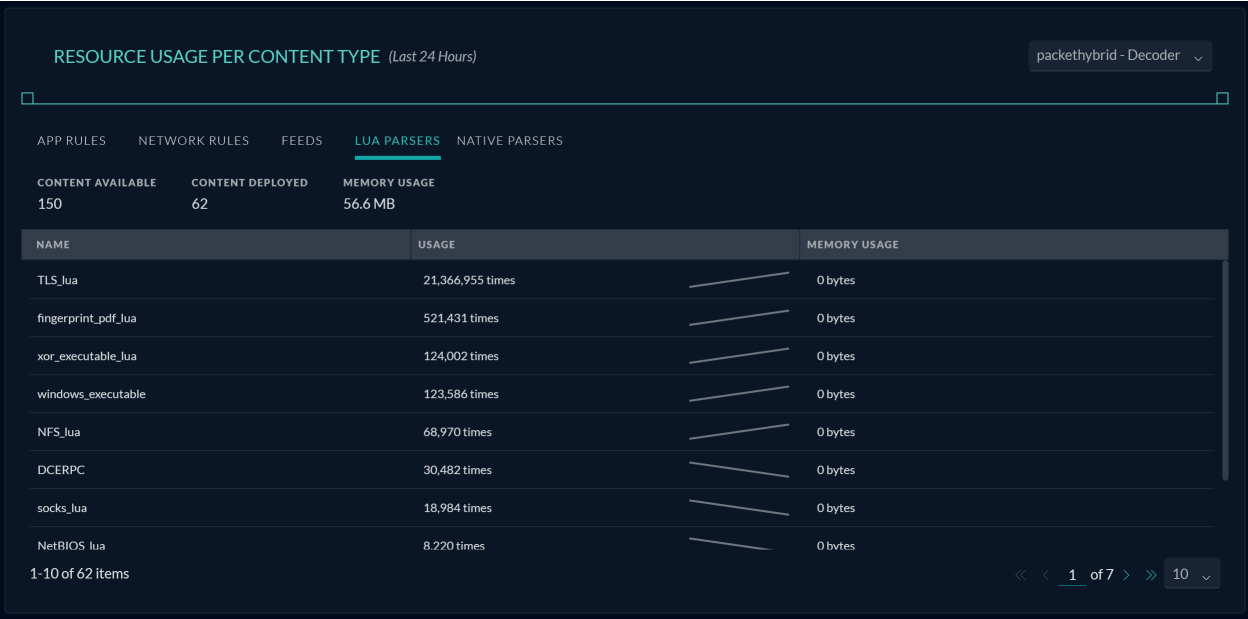 RESOURCE USAGE PER CONTENT TYPE (Last 24 Hours)
packethybrid - Decoder
APP RULES NETWORK RULES FEEDS LUA PARSERS NATIVE PARSERS
CONTENT AVAILABLE CONTENT DEPLOYED MEMORY USAGE
150 62 56.6 MB
NAME USAGE MEMORY USAGE
TLS_lua 21,366,955 times 0 bytes
fingerprint_pdf_lua 521,431 times 0 bytes
xor_executable_lua 124,002 times 0 bytes
windows_executable 123,586 times 0 bytes
NFS_lua 68,970 times 0 bytes
DCERPC 30,482 times 0 bytes
socks_lua 18,984 times 0 bytes
NetBIOS_lua 8,220 times 0 bytes
1-10 of 62 items 1 of 7 10